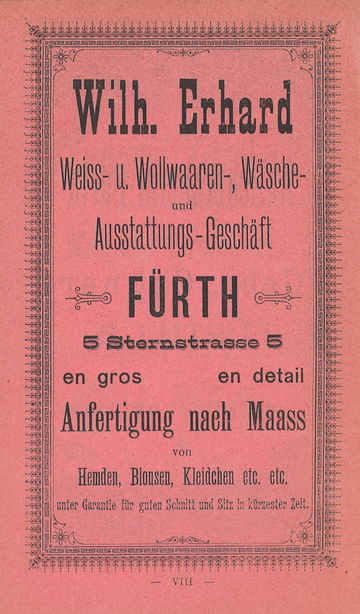 Wilh. Erhard
Weiss- u. Wollwaaren-, Wäsche-
und
Ausstattungs-Geschäft
FÜRTH
5 Sternstrasse 5
en gros en detail
Anfertigung nach Maass
von
Hemden, Blousen, Kleidchen etc. etc.
unter Garantie für guten Schnitt und Sitz in kürzester Zeit.
— VIII —